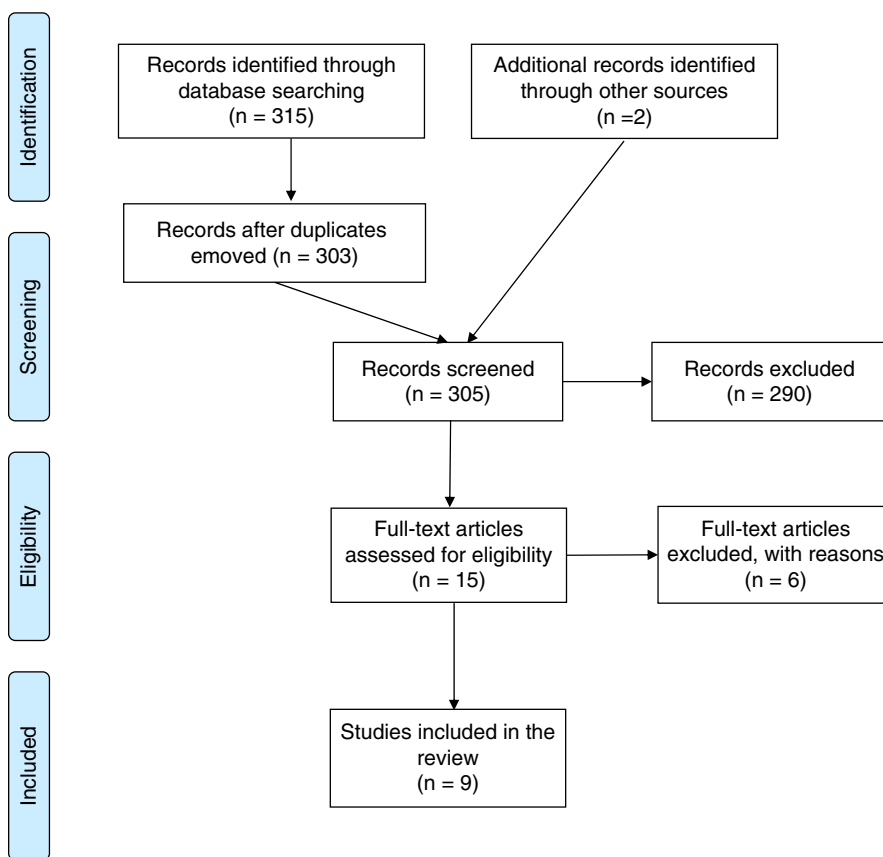 Identification
Records identified through
database searching
(n = 315)
Additional records identified
through other sources
(n =2)
Records after duplicates
emoved (n = 303)
Screening
Records screened
(n = 305)
Records excluded
(n = 290)
Eligibility
Full-text articles
assessed for eligibility
(n = 15)
Full-text articles
excluded, with reasons
(n = 6)
Included
Studies included in the
review
(n = 9)